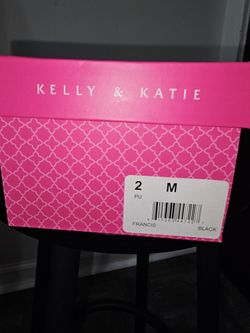 KELLY & KATIE
2 M
PU
FRANCIS BLACK